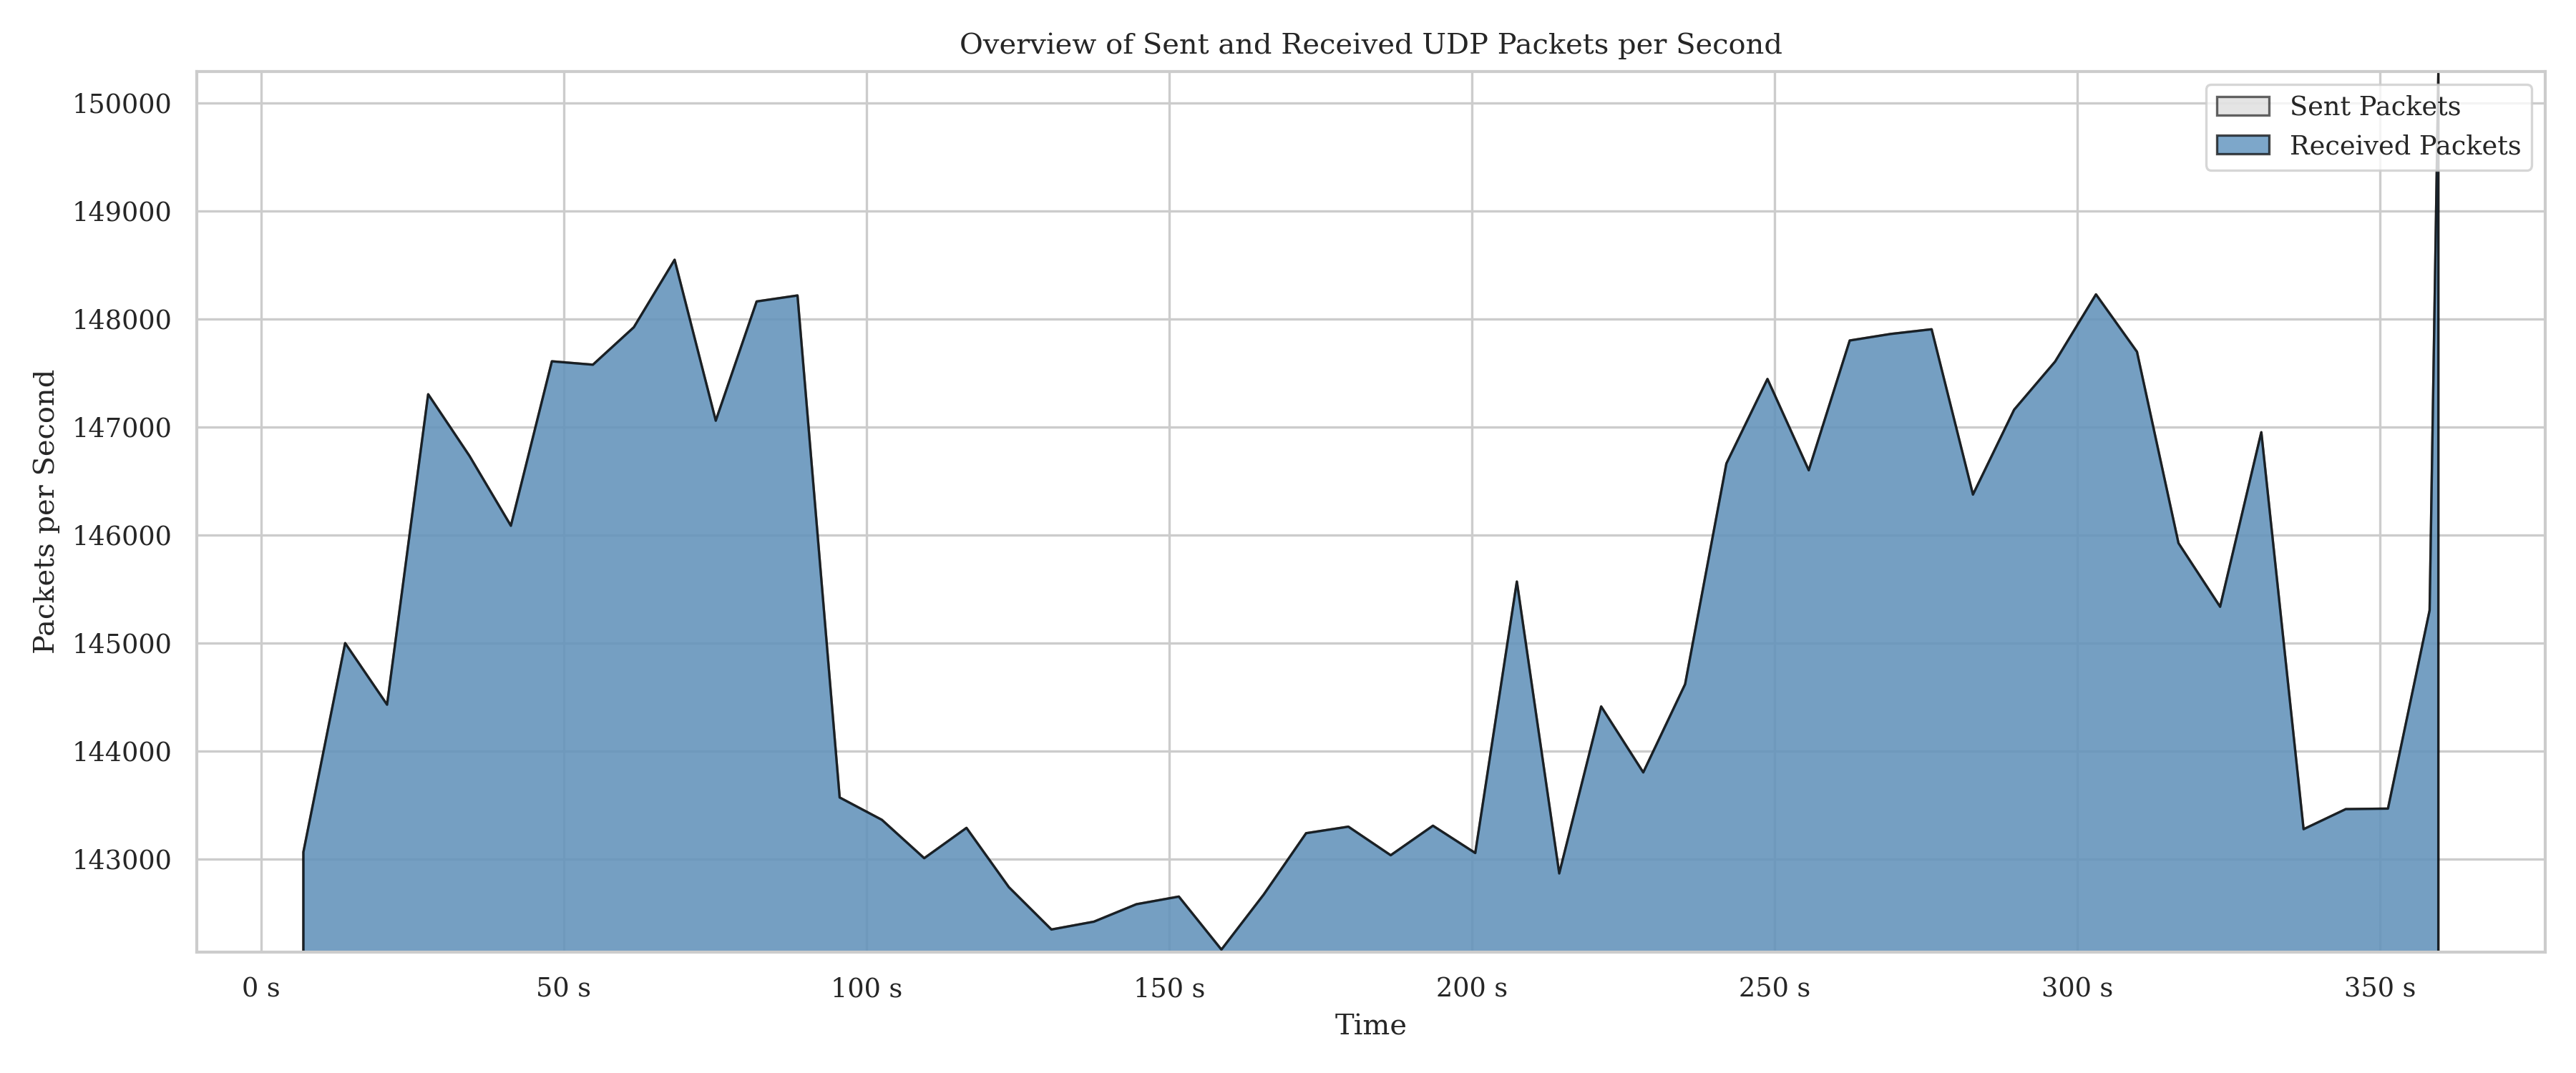 Overview of Sent and Received UDP Packets per Second
150000
149000
148000
147000
146000
145000
144000
143000
Packets per Second
Sent Packets
Received Packets
0 s
50 s
100 s
150 s
200 s
250 s
300 s
350 s
Time